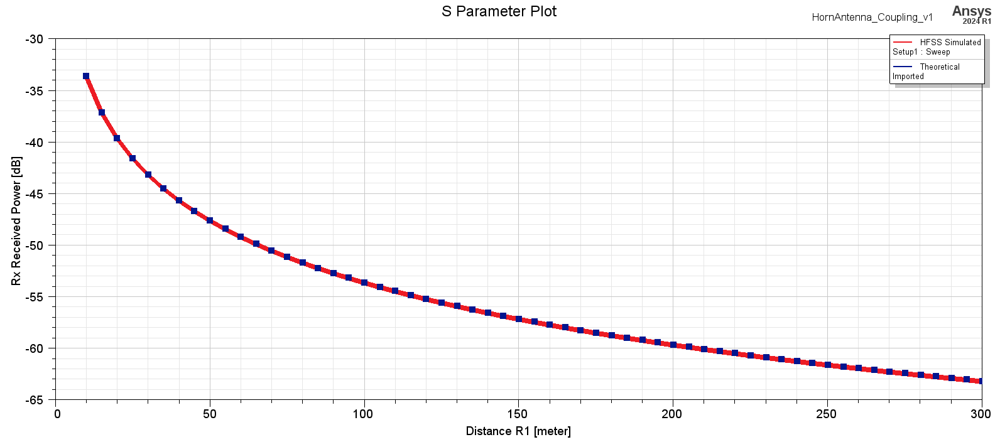 S Parameter Plot
HornAntenna_Coupling_v1
Ansys
2024 R1
HFSS Simulated
Setup1 : Sweep
Theoretical
Imported
Rx Received Power [dB]
-30
-35
-40
-45
-50
-55
-60
-65
0 50 100 150 200 250 300
Distance R1 [meter]